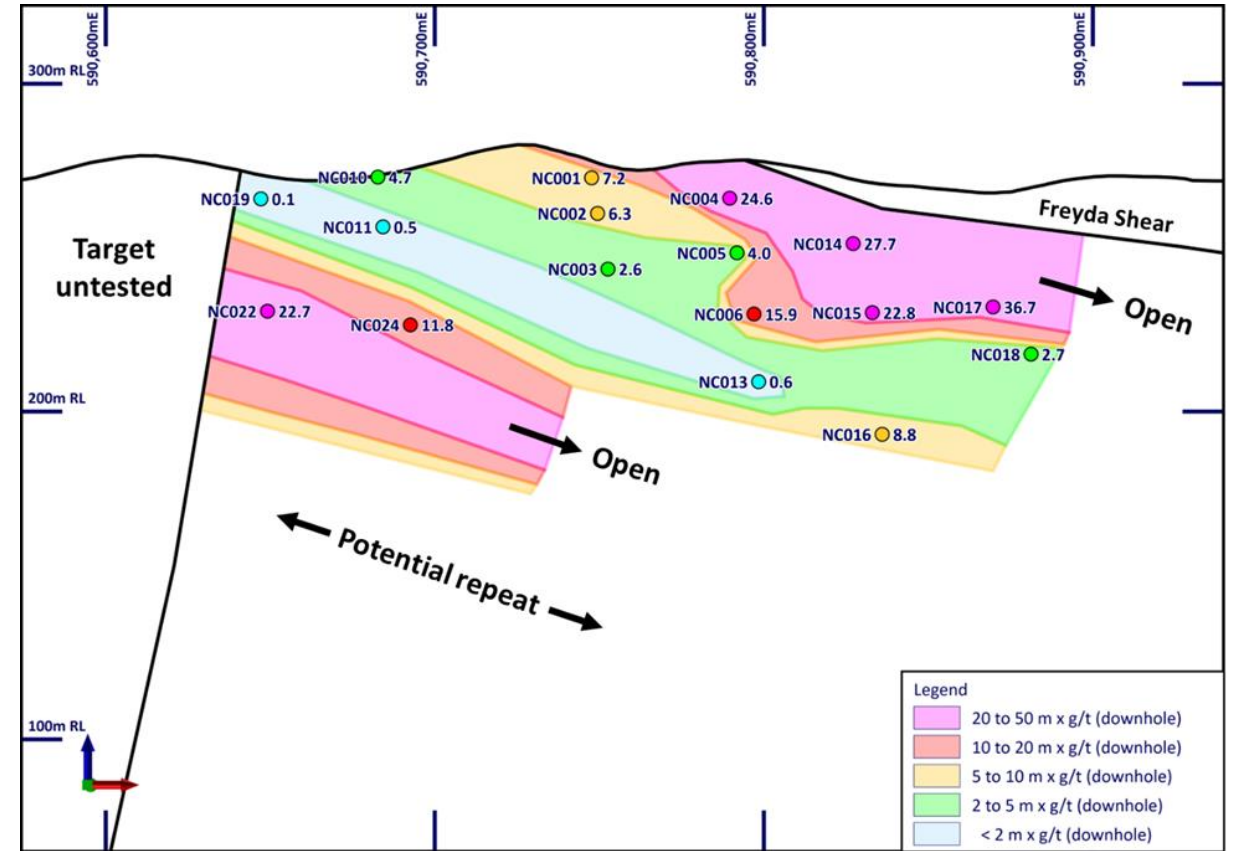 590,600mE
590,700mE
590,800mE
590,900mE
300m RL
NC010 4.7
NC001 7.2
NC019 0.1
NC002 6.3
NC004 24.6
Freyda Shear
NC011 0.5
Target
untested
NC005 4.0
NC014 27.7
NC003 2.6
Open
NC022 22.7
NC024 11.8
NC006 15.9
NC015 22.8
NC017 36.7
NC018 2.7
NC013 0.6
200m RL
NC016 8.8
Open
Potential repeat
100m RL
Legend
20 to 50 m x g/t (downhole)
10 to 20 m x g/t (downhole)
5 to 10 m x g/t (downhole)
2 to 5 m x g/t (downhole)
< 2 m x g/t (downhole)